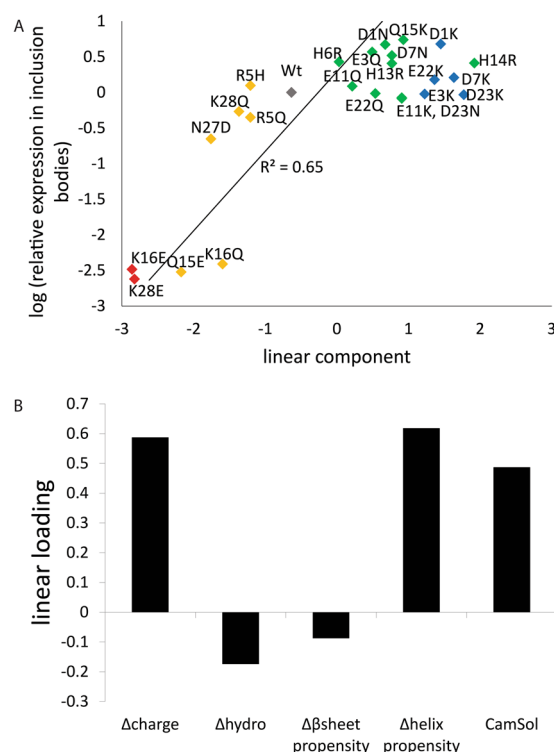 A
log (relative expression in inclusion
bodies)
1
0.5
0
-0.5
-1
-1.5
-2
-2.5
-3
D1N
Q15K
D1K
H6R
E3Q
D7N
H14R
R5H
Wt
E11Q
H13R
E22K
D7K
K28Q
R5Q
E22Q
E3K
D23K
E11K, D23N
N27D
R² = 0.65
K16E
Q15E
K16Q
K28E
-3
-2
-1
0
1
2
3
linear component
B
linear loading
0.7
0.6
0.5
0.4
0.3
0.2
0.1
0
-0.1
-0.2
-0.3
Δcharge
Δhydro
Δβsheet
propensity
Δhelix
propensity
CamSol